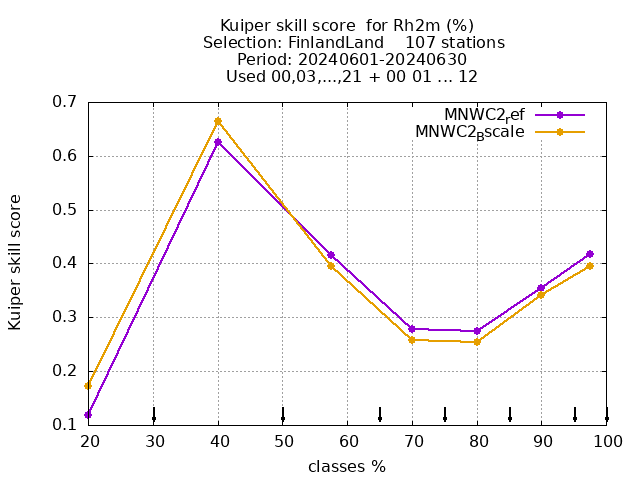 Kuiper skill score  for Rh2m (%)
Selection: FinlandLand    107 stations
Period: 20240601-20240630
Used 00,03,...,21 + 00 01 ... 12
MNWC2ref
MNWC2Bscale
0.7
0.6
0.5
0.4
0.3
0.2
0.1
Kuiper skill score
20 30 40 50 60 70 80 90 100
classes %